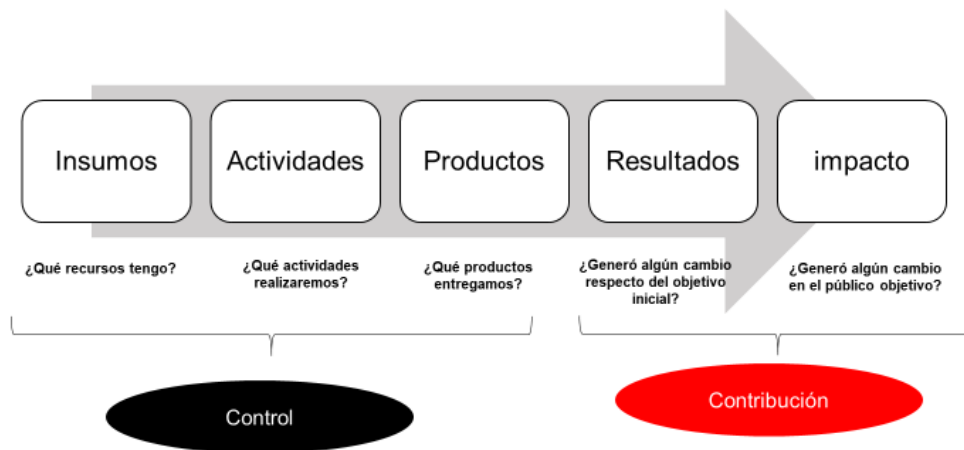 Insumos
Actividades
Productos
Resultados
impacto
¿Qué recursos tengo?
¿Qué actividades
realizaremos?
¿Qué productos
entregamos?
¿Generó algún cambio
respecto del objetivo
inicial?
¿Generó algún cambio
en el público objetivo?
Control
Contribución